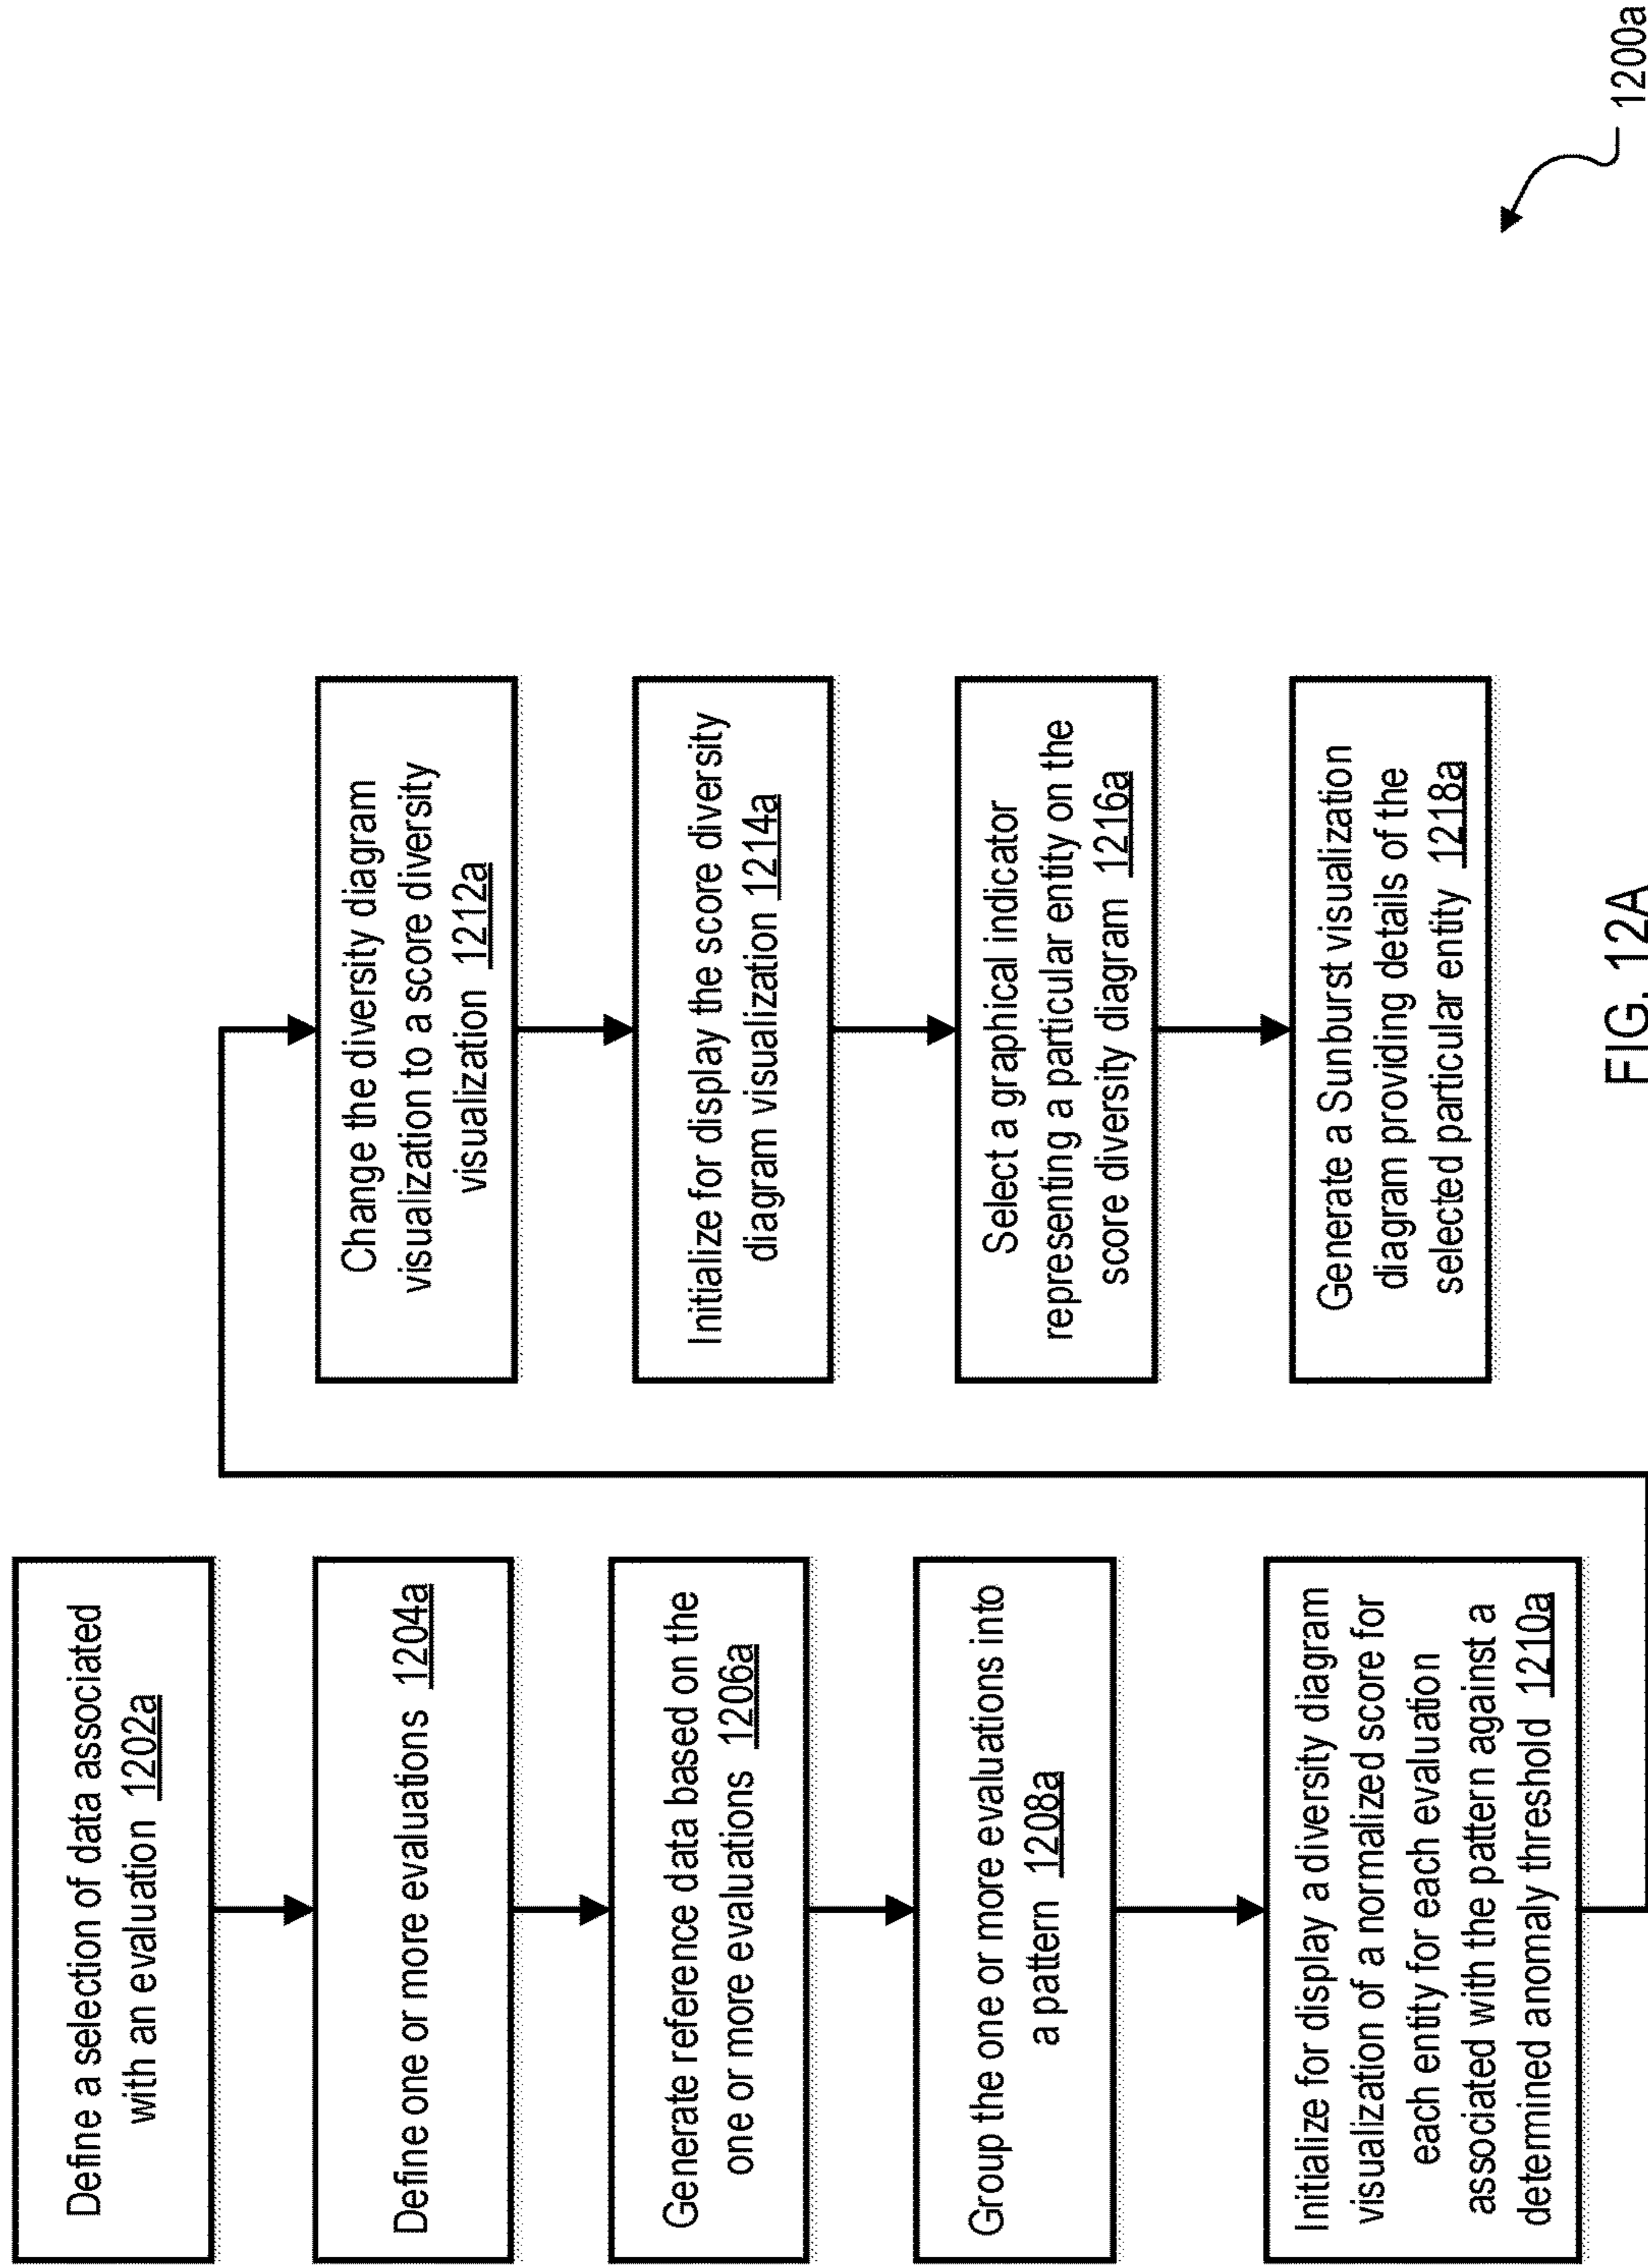 Define a selection of data associated
with an evaluation 1202a
Define one or more evaluations 1204a
Generate reference data based on the
one or more evaluations 1206a
Group the one or more evaluations into
a pattern 1208a
Initialize for display a diversity diagram
visualization of a normalized score for
each entity for each evaluation
associated with the pattern against a
determined anomaly threshold 1210a
Change the diversity diagram
visualization to a score diversity
visualization 1212a
Initialize for display the score diversity
diagram visualization 1214a
Select a graphical indicator
representing a particular entity on the
score diversity diagram 1216a
Generate a Sunburst visualization
diagram providing details of the
selected particular entity 1218a
1200a
FIG. 12A